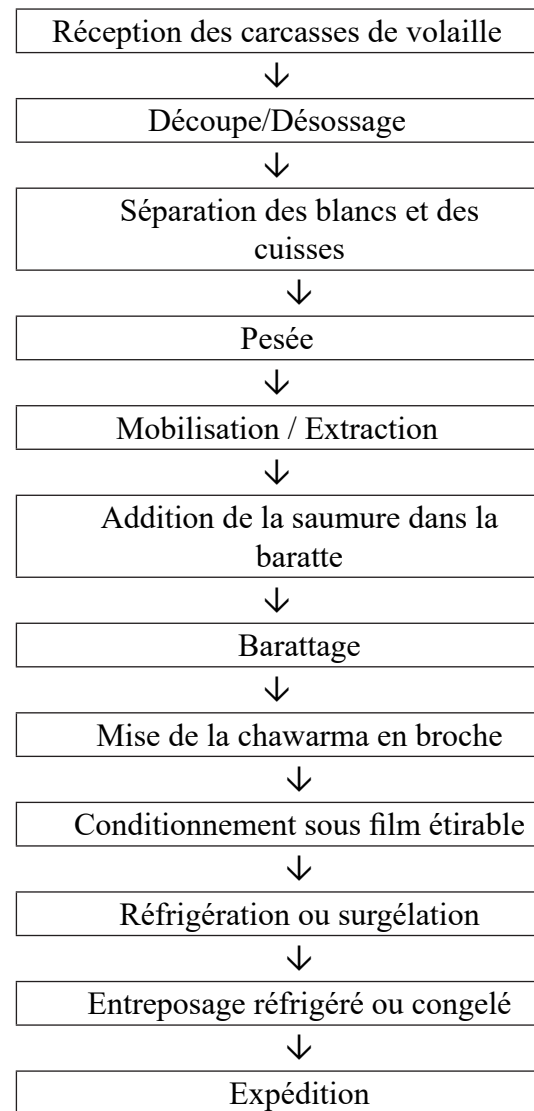 Réception des carcasses de volaille
↓
Découpe/Désossage
↓
Séparation des blancs et des
cuisses
↓
Pesée
↓
Mobilisation / Extraction
↓
Addition de la saumure dans la
baratte
↓
Barattage
↓
Mise de la chawarma en broche
↓
Conditionnement sous film étirable
↓
Réfrigération ou surgélation
↓
Entreposage réfrigéré ou congelé
↓
Expédition